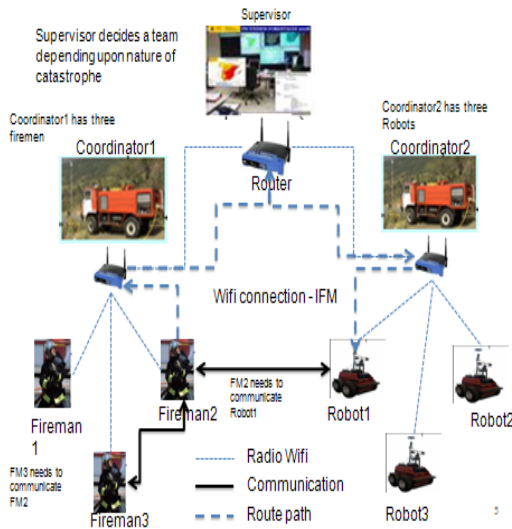 Supervisor
Supervisor decides a team
depending upon nature of
catastrophe
Coordinator1 has three
firemen
Coordinator1
Coordinator2 has three
Robots
Coordinator2
Router
Wifi connection - IFM
FM2 needs to
communicate
Robot1
Fireman
1
Fireman2
Robot1
Robot2
FM3 needs to
communicate
FM2
Fireman3
Radio Wifi
Communication
Route path
Robot3
5